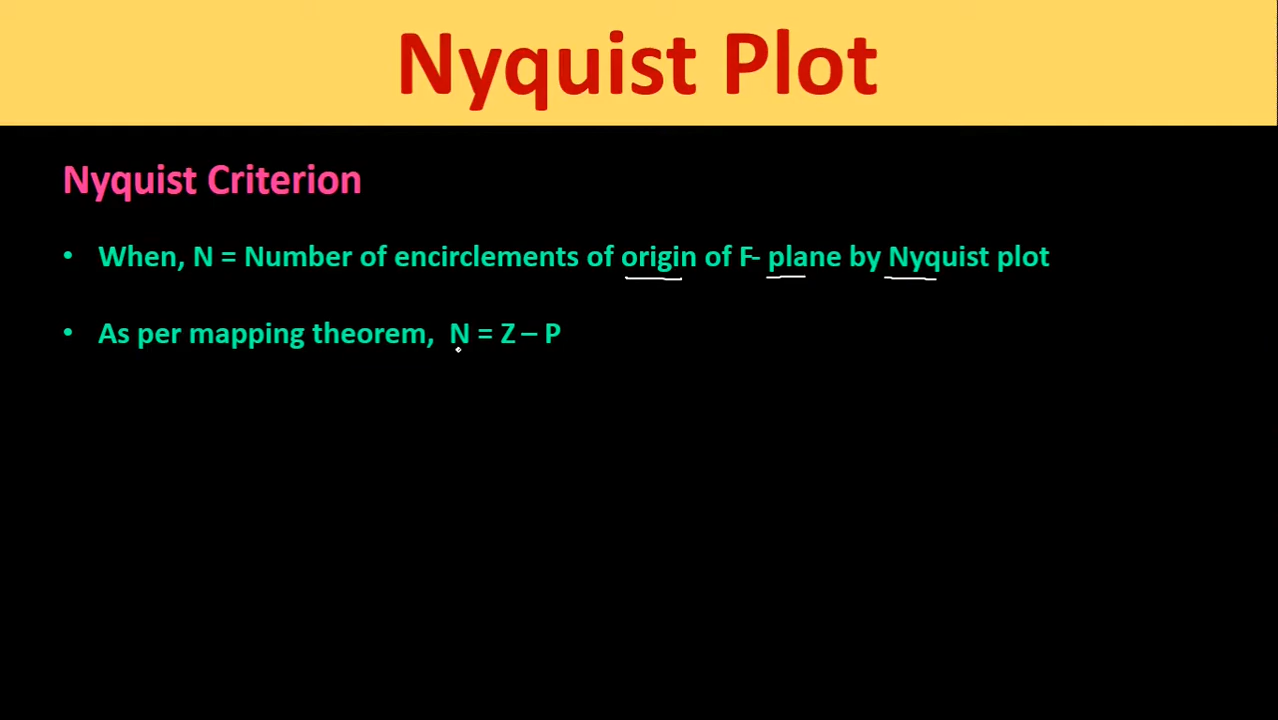 Nyquist Plot
Nyquist Criterion
• When, N = Number of encirclements of origin of F- plane by Nyquist plot
• As per mapping theorem, N = Z – P